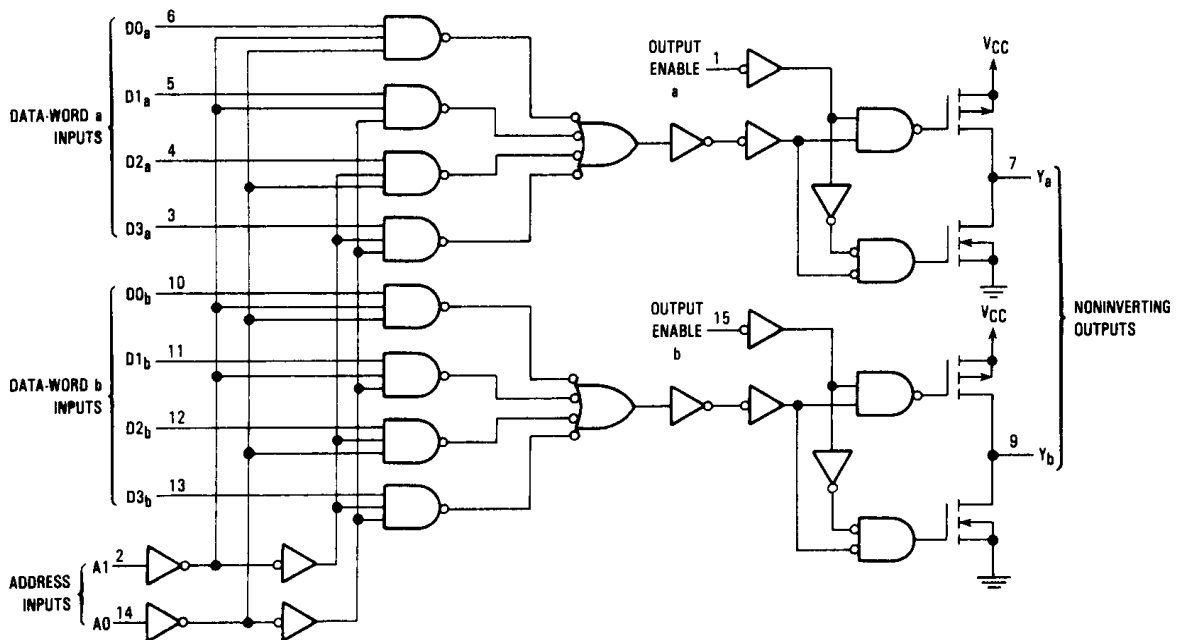 DATA-WORD a
INPUTS
D0a 6
D1a 5
D2a 4
D3a 3
DATA-WORD b
INPUTS
D0b 10
D1b 11
D2b 12
D3b 13
ADDRESS
INPUTS
A1 2
A0 14
OUTPUT
ENABLE 1
a
VCC
7 Ya
OUTPUT
ENABLE 15
b
VCC
9 Yb
NONINVERTING
OUTPUTS